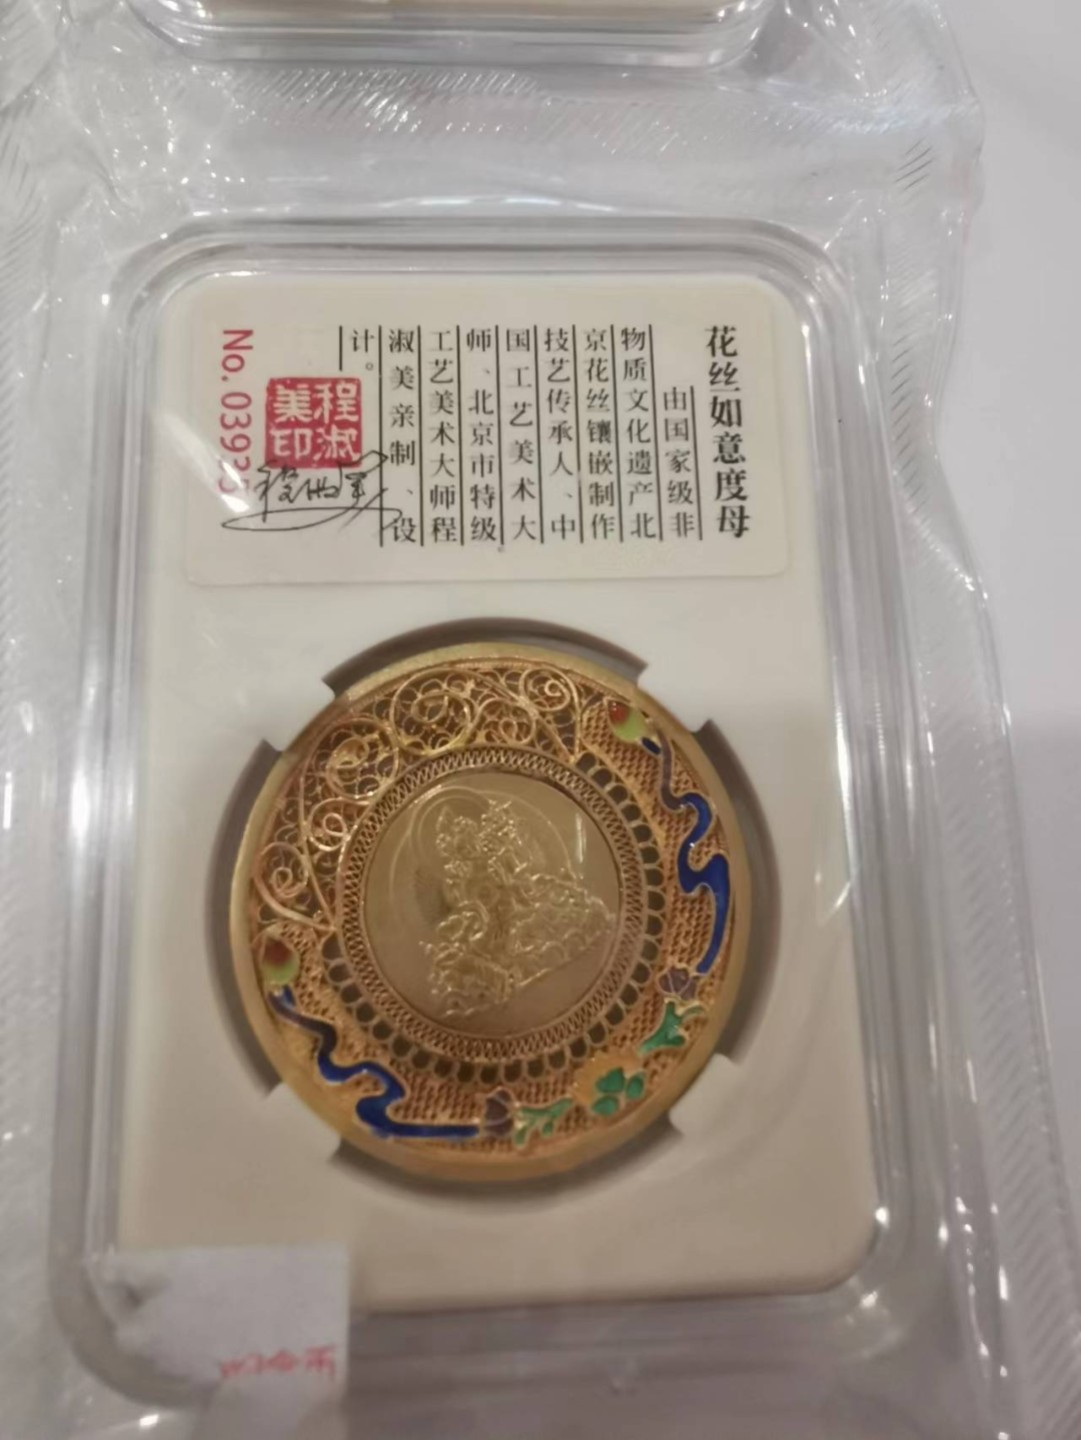 花丝如意度母
由国家级非
物质文化遗产北
京花丝镶嵌制作
技艺传承人、中
国工艺美术大
师、北京市特级
工艺美术大师程
淑美亲制、设
计。
程淑
美印
No. 039